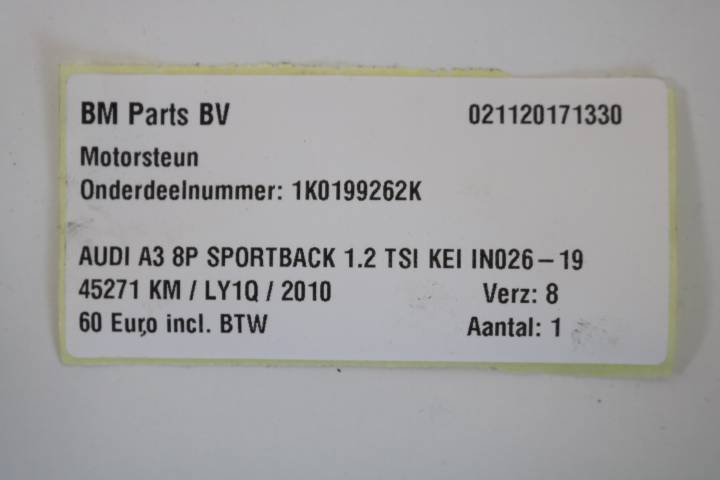 BM Parts BV 021120171330
Motorsteun
Onderdeelnummer: 1K0199262K
AUDI A3 8P SPORTBACK 1.2 TSI KEI IN026-19
45271 KM / LY1Q / 2010 Verz: 8
60 Euro incl. BTW Aantal: 1